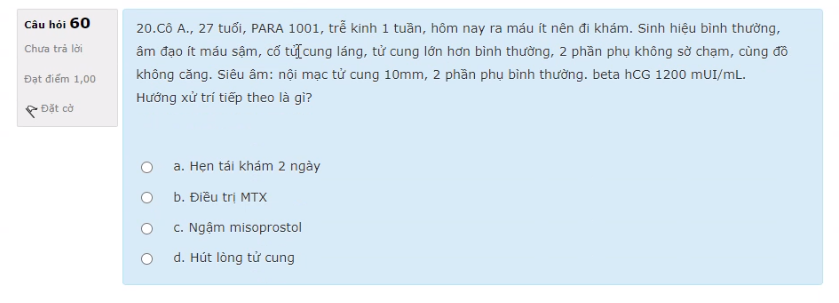 Câu hỏi 60
Chưa trả lời
Đạt điểm 1,00
Đặt cờ
20.Cô A., 27 tuổi, PARA 1001, trễ kinh 1 tuần, hôm nay ra máu ít nên đi khám. Sinh hiệu bình thường,
âm đạo ít máu sậm, cổ tử cung láng, tử cung lớn hơn bình thường, 2 phần phụ không sờ chạm, cùng đồ
không căng. Siêu âm: nội mạc tử cung 10mm, 2 phần phụ bình thường. beta hCG 1200 mUI/mL.
Hướng xử trí tiếp theo là gì?
a. Hẹn tái khám 2 ngày
b. Điều trị MTX
c. Ngậm misoprostol
d. Hút lòng tử cung